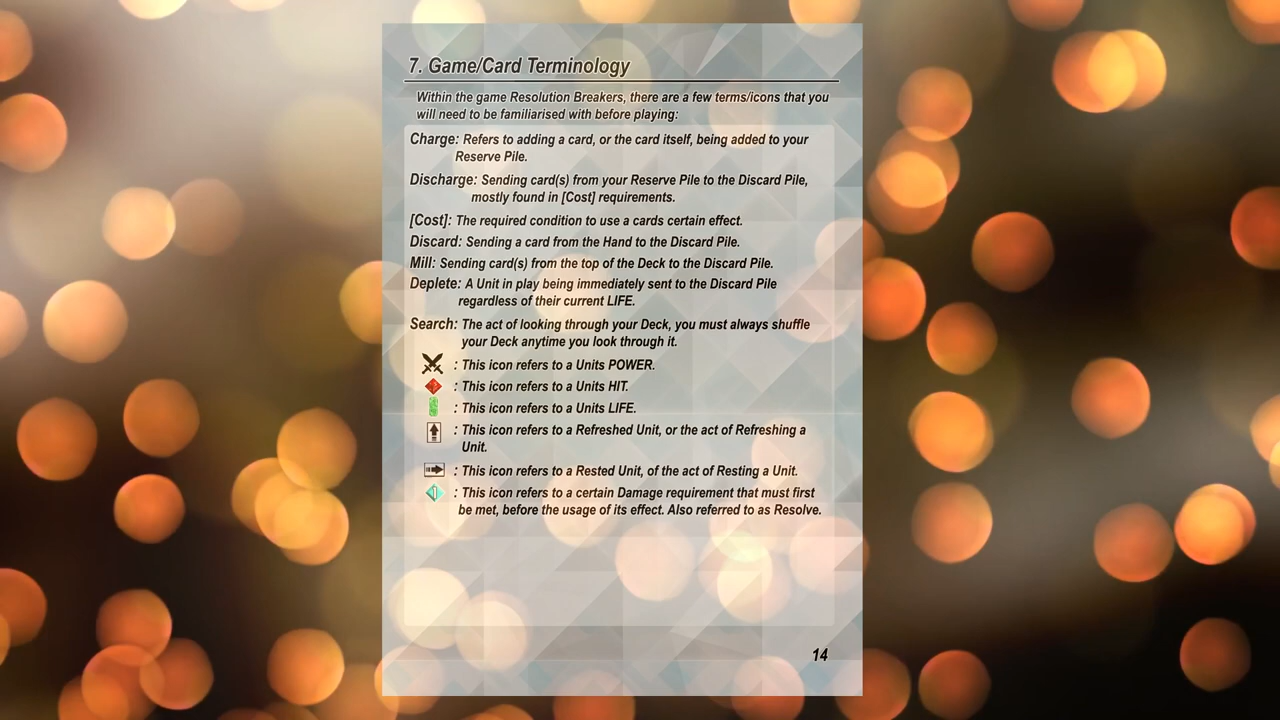 7. Game/Card Terminology
Within the game Resolution Breakers, there are a few terms/icons that you
will need to be familiarised with before playing:
Charge: Refers to adding a card, or the card itself, being added to your
Reserve Pile.
Discharge: Sending card(s) from your Reserve Pile to the Discard Pile,
mostly found in [Cost] requirements.
[Cost]: The required condition to use a cards certain effect.
Discard: Sending a card from the Hand to the Discard Pile.
Mill: Sending card(s) from the top of the Deck to the Discard Pile.
Deplete: A Unit in play being immediately sent to the Discard Pile
regardless of their current LIFE.
Search: The act of looking through your Deck, you must always shuffle
your Deck anytime you look through it.
: This icon refers to a Units POWER.
: This icon refers to a Units HIT.
: This icon refers to a Units LIFE.
: This icon refers to a Refreshed Unit, or the act of Refreshing a
Unit.
: This icon refers to a Rested Unit, of the act of Resting a Unit.
: This icon refers to a certain Damage requirement that must first
be met, before the usage of its effect. Also referred to as Resolve.
14